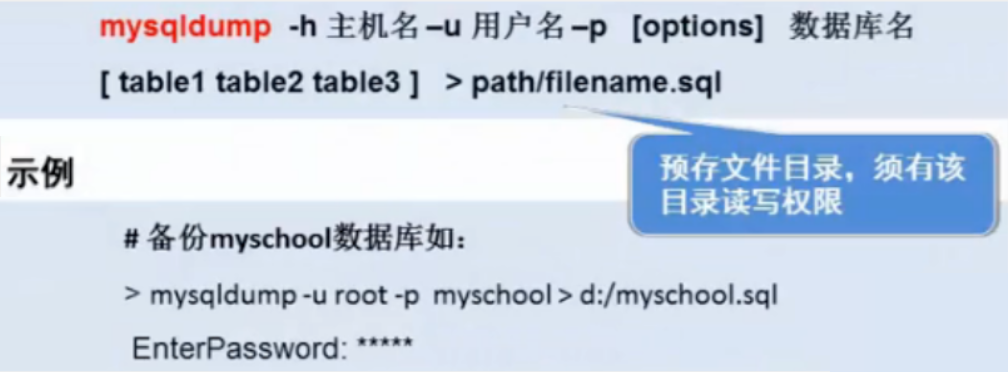 mysqldump -h 主机名 –u 用户名 –p [options] 数据库名
[ table1 table2 table3 ] > path/filename.sql
预存文件目录，须有该
目录读写权限
示例
# 备份myschool数据库如：
> mysqldump -u root -p myschool > d:/myschool.sql
EnterPassword: *****